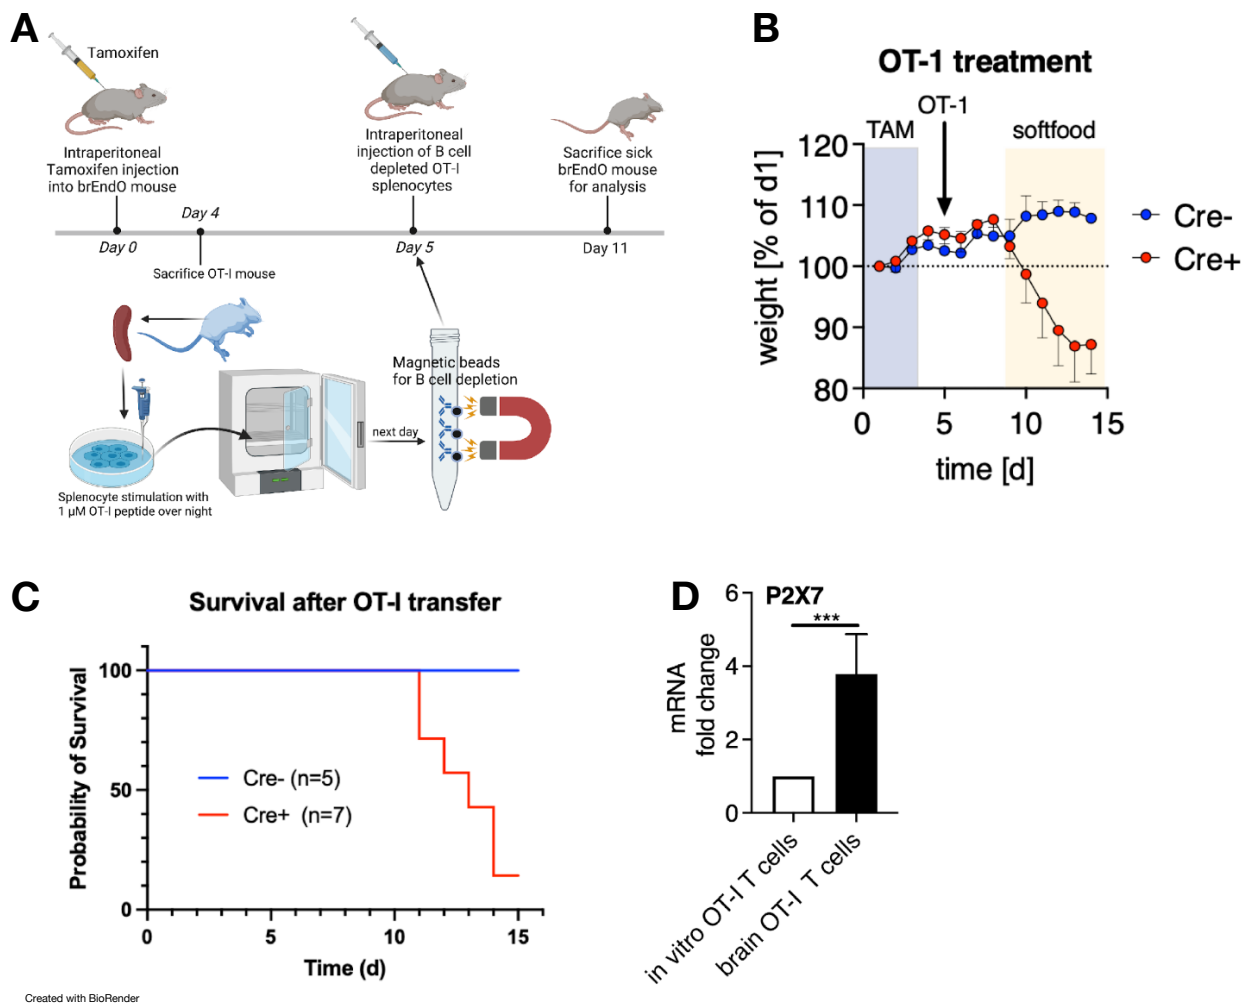 A
Tamoxifen
Intraperitoneal
Tamoxifen injection
into brEndO mouse
Intraperitoneal
injection of B cell
depleted OT-I
splenocytes
Sacrifice sick
brEndO mouse
for analysis
Day 4
Day 0
Day 5
Day 11
Sacrifice OT-I mouse
Magnetic beads
for B cell depletion
next day
Splenocyte stimulation with
1 µM OT-I peptide over night
B
OT-1 treatment
OT-1
TAM
softfood
120
110
100
90
80
weight [% of d1]
0
5
10
15
time [d]
Cre-
Cre+
C
Survival after OT-I transfer
100
50
0
Probability of Survival
Cre- (n=5)
Cre+ (n=7)
0
5
10
15
Time (d)
D
P2X7
***
6
4
2
0
mRNA
fold change
in vitro OT-I T cells
brain OT-I T cells
Created with BioRender